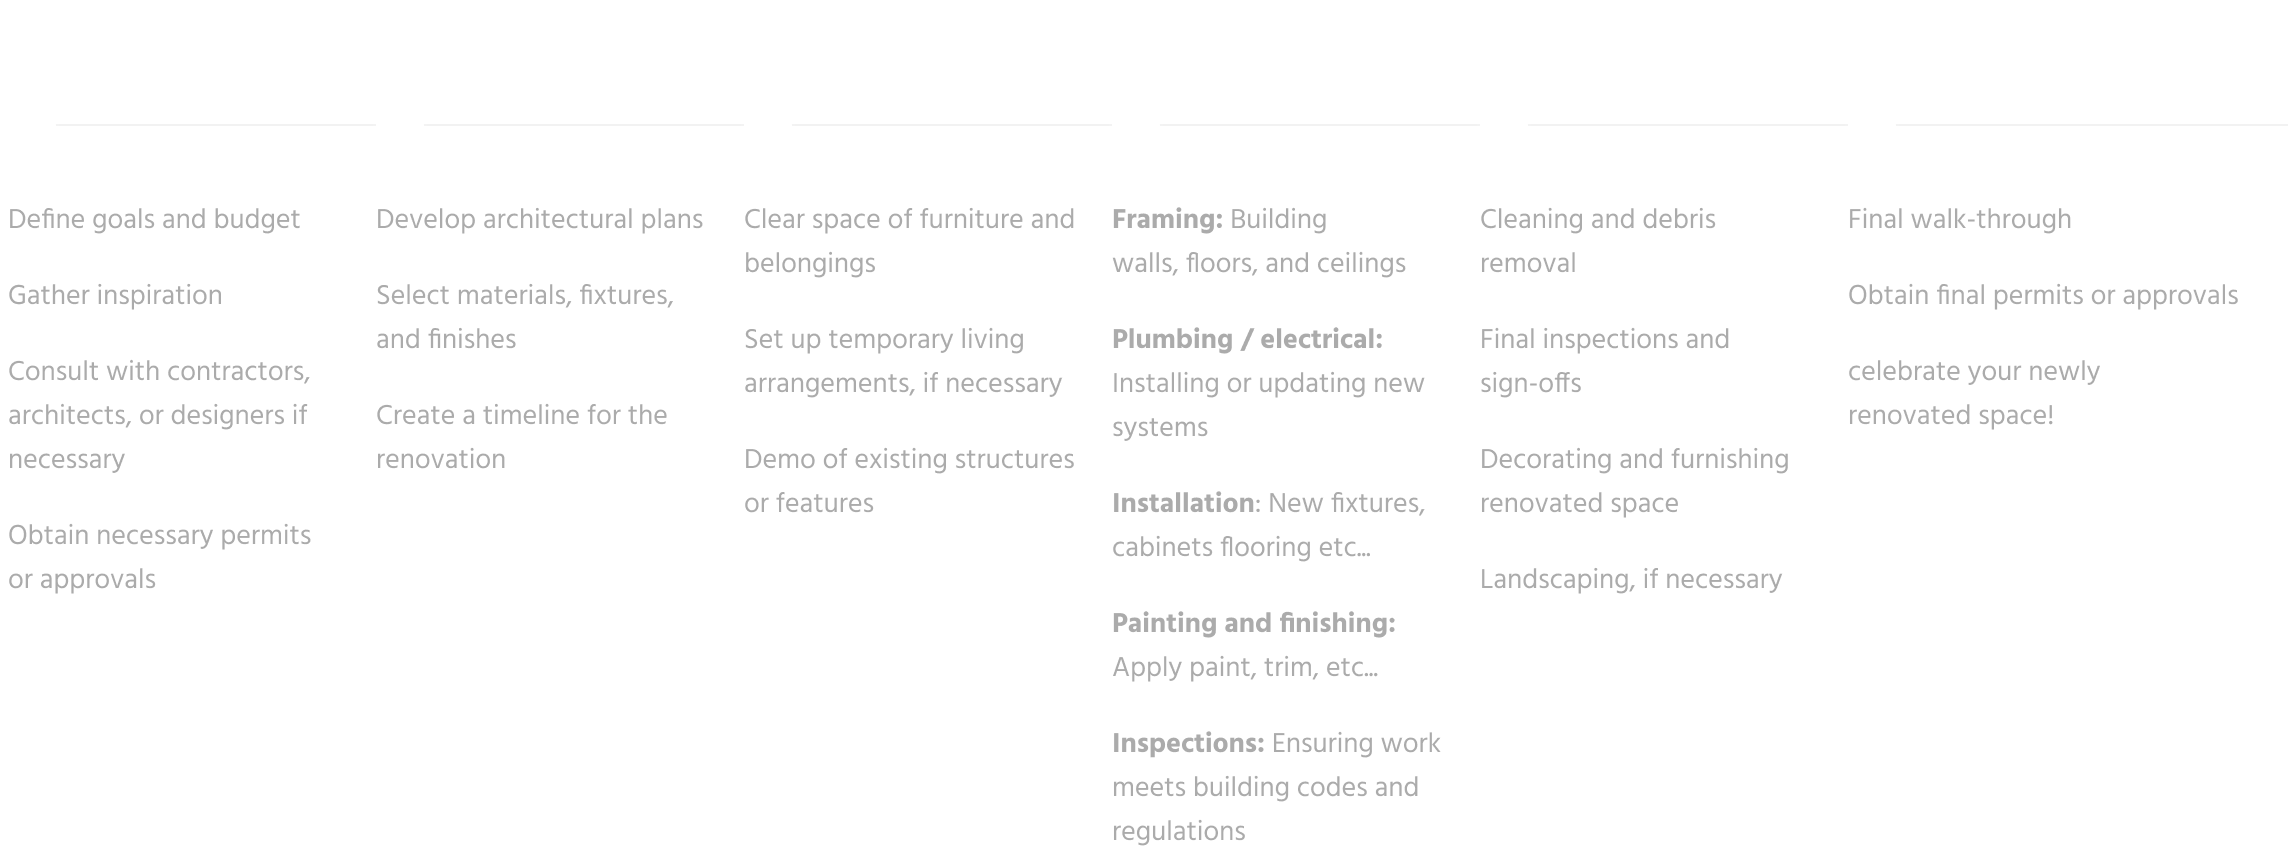 Define goals and budget
Gather inspiration
Consult with contractors,
architects, or designers if
necessary
Obtain necessary permits
or approvals
Develop architectural plans
Select materials, fixtures,
and finishes
Create a timeline for the
renovation
Clear space of furniture and
belongings
Set up temporary living
arrangements, if necessary
Demo of existing structures
or features
Framing: Building
walls, floors, and ceilings
Plumbing / electrical:
Installing or updating new
systems
Installation: New fixtures,
cabinets flooring etc...
Painting and finishing:
Apply paint, trim, etc...
Inspections: Ensuring work
meets building codes and
regulations
Cleaning and debris
removal
Final inspections and
sign-offs
Decorating and furnishing
renovated space
Landscaping, if necessary
Final walk-through
Obtain final permits or approvals
celebrate your newly
renovated space!